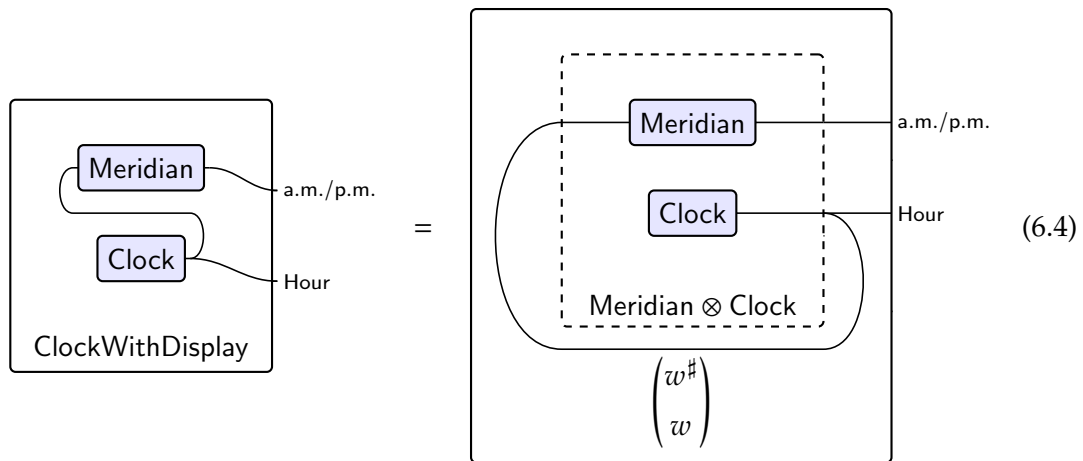 Meridian
a.m./p.m.
Clock
Hour
ClockWithDisplay
=
Meridian
a.m./p.m.
Clock
Hour
Meridian ⊗ Clock
(w♯
w)
(6.4)